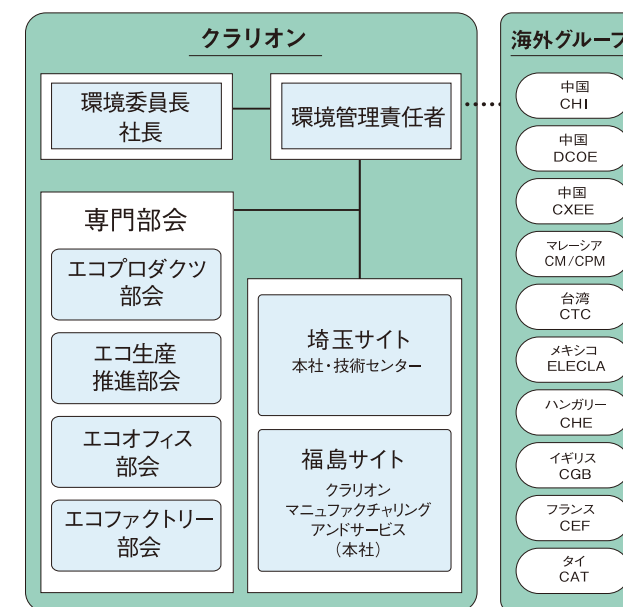 クラリオン
環境委員長
社長
環境管理責任者
専門部会
エコプロダクツ
部会
エコ生産
推進部会
エコオフィス
部会
エコファクトリー
部会
埼玉サイト
本社・技術センター
福島サイト
クラリオン
マニュファクチャリング
アンドサービス
(本社)
海外グループ
中国
CHI
中国
DCOE
中国
CXEE
マレーシア
CM/CPM
台湾
CTC
メキシコ
ELECLA
ハンガリー
CHE
イギリス
CGB
フランス
CEF
タイ
CAT